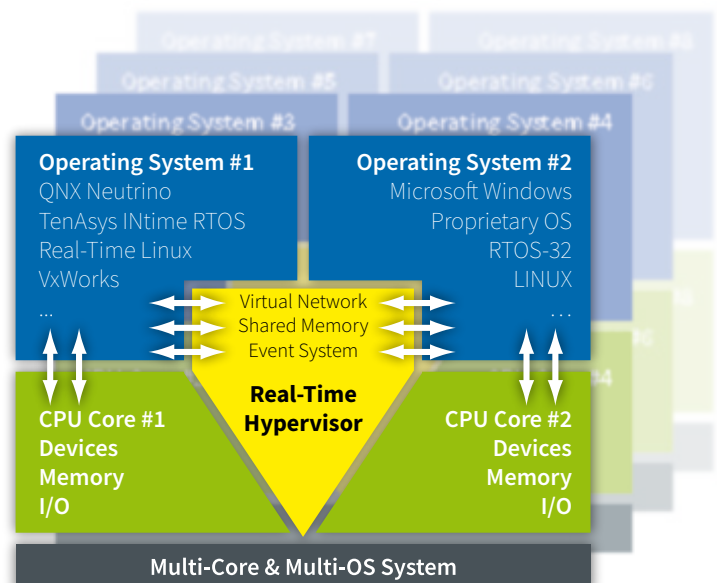 Operating System #7
Operating System #8
Operating System #5
Operating System #6
Operating System #3
Operating System #4
Operating System #1
QNX Neutrino
TenAsys INtime RTOS
Real-Time Linux
VxWorks
...
Operating System #2
Microsoft Windows
Proprietary OS
RTOS-32
LINUX
...
Virtual Network
Shared Memory
Event System
Real-Time
Hypervisor
CPU Core #1
Devices
Memory
I/O
CPU Core #2
Devices
Memory
I/O
#4
Multi-Core & Multi-OS System